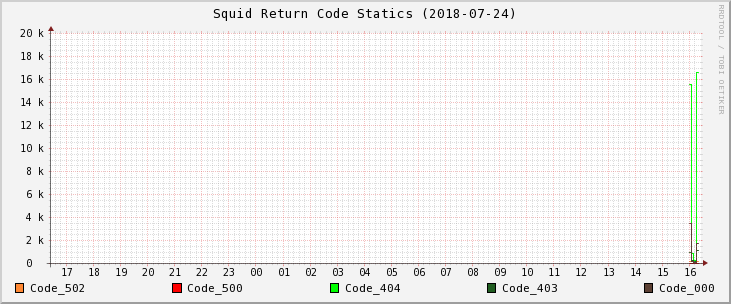 Squid Return Code Statics (2018-07-24)
RRDTOOL / TOBI OETIKER
20 k
18 k
16 k
14 k
12 k
10 k
8 k
6 k
4 k
2 k
0
17 18 19 20 21 22 23 00 01 02 03 04 05 06 07 08 09 10 11 12 13 14 15 16
Code_502 Code_500 Code_404 Code_403 Code_000